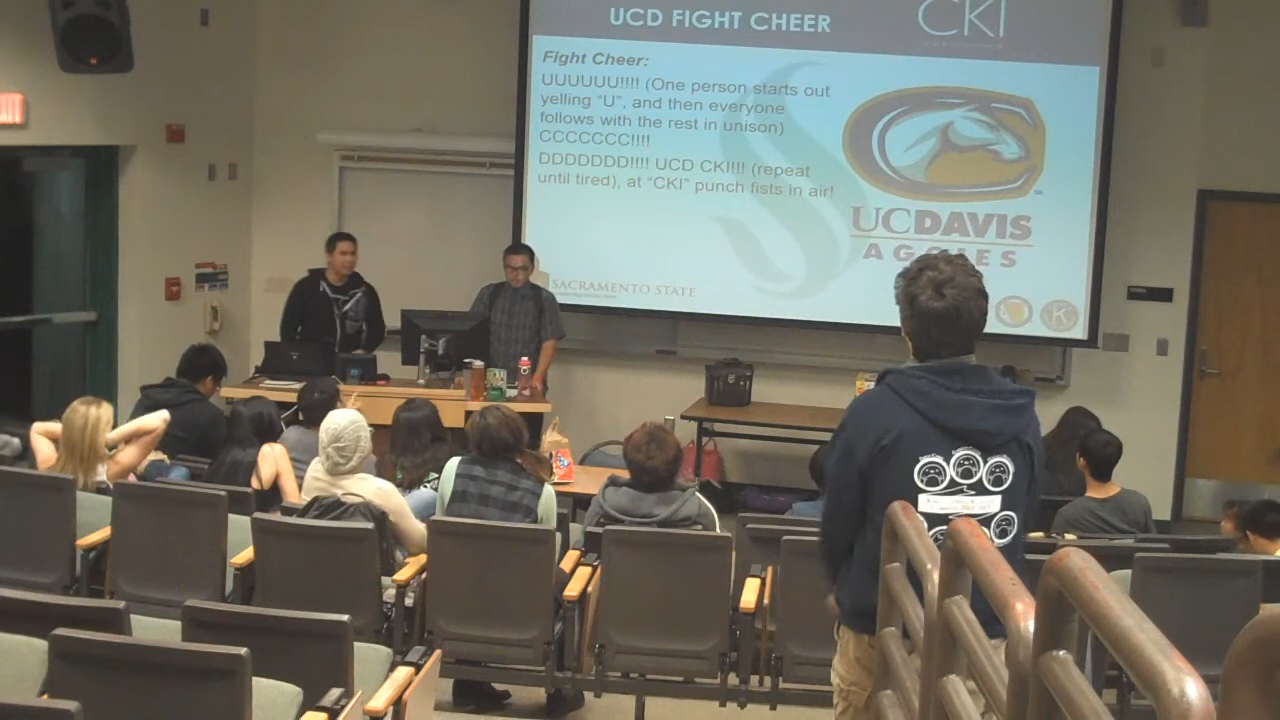 UCD FIGHT CHEER
CKI
Fight Cheer:
UUUUUU!!!! (One person starts out
yelling "U", and then everyone
follows with the rest in unison)
CCCCCCC!!!!
DDDDDDD!!!! UCD CKI!!!! (repeat
until tired), at "CKI" punch fists in air!
UCDAVIS
AGGIES
SACRAMENTO STATE